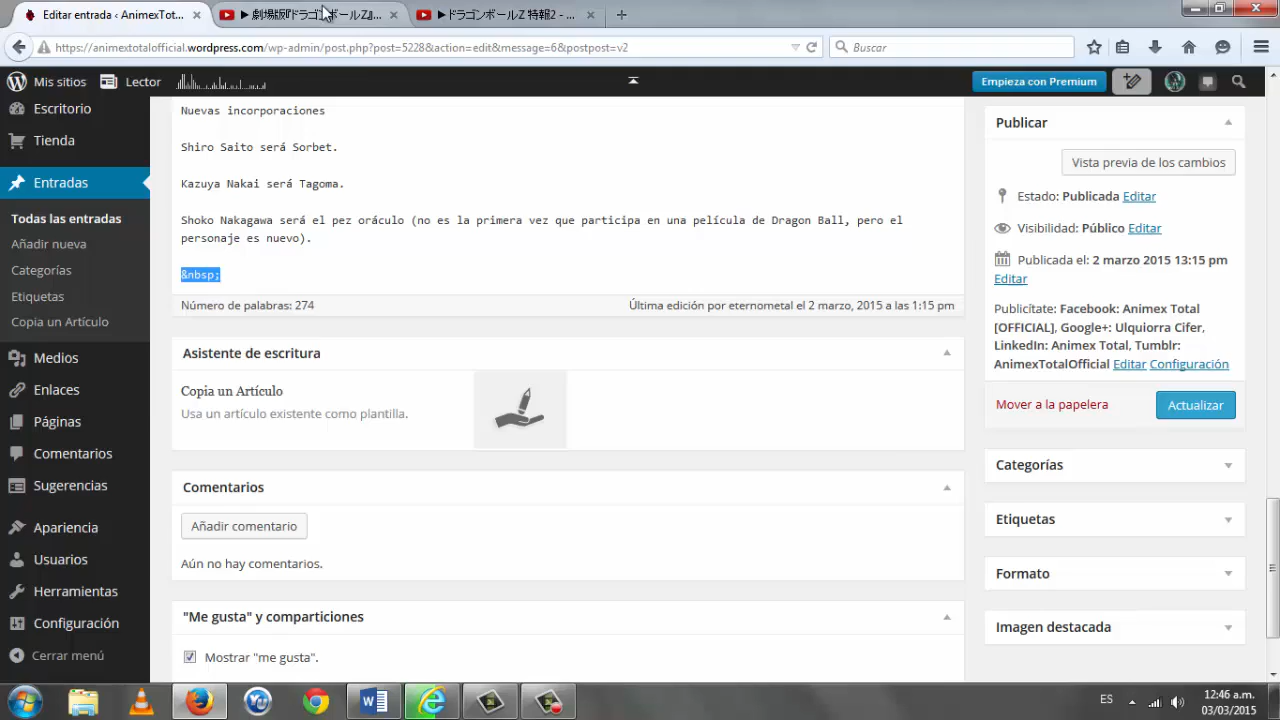 Editar entrada - AnimexTot...
▶ 劇場版『ドラゴンボールZ』...
▶ ドラゴンボールZ 特報2 - ...
https://animextotalofficial.wordpress.com/wp-admin/post.php?post=5228&action=edit&message=6&postpost=v2
Buscar
Mis sitios
Lector
Empieza con Premium
Escritorio
Tienda
Entradas
Todas las entradas
Añadir nueva
Categorías
Etiquetas
Copia un Artículo
Medios
Enlaces
Páginas
Comentarios
Sugerencias
Apariencia
Usuarios
Herramientas
Configuración
Cerrar menú
Nuevas incorporaciones
Shiro Saito será Sorbet.
Kazuya Nakai será Tagoma.
Shoko Nakagawa será el pez oráculo (no es la primera vez que participa en una película de Dragon Ball, pero el
personaje es nuevo).
&nbsp;
Número de palabras: 274
Última edición por eternometal el 2 marzo, 2015 a las 1:15 pm
Asistente de escritura
Copia un Artículo
Usa un artículo existente como plantilla.
Comentarios
Añadir comentario
Aún no hay comentarios.
"Me gusta" y comparticiones
Mostrar "me gusta".
Publicar
Vista previa de los cambios
Estado: Publicada Editar
Visibilidad: Público Editar
Publicada el: 2 marzo 2015 13:15 pm
Editar
Publicítate: Facebook: Animex Total
[OFFICIAL], Google+: Ulquiorra Cifer,
LinkedIn: Animex Total, Tumblr:
AnimexTotalOfficial Editar Configuración
Mover a la papelera
Actualizar
Categorías
Etiquetas
Formato
Imagen destacada
ES
12:46 a.m.
03/03/2015